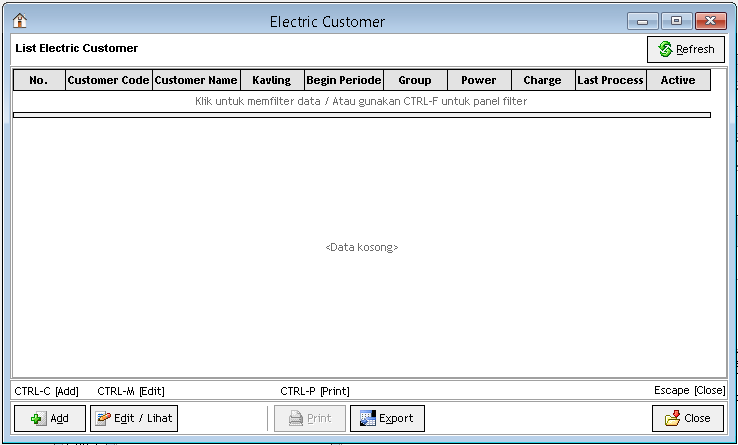 Electric Customer
List Electric Customer
Refresh
No. Customer Code Customer Name Kavling Begin Periode Group Power Charge Last Process Active
Klik untuk memfilter data / Atau gunakan CTRL-F untuk panel filter
<Data kosong>
CTRL-C [Add] CTRL-M [Edit] CTRL-P [Print] Escape [Close]
Add Edit / Lihat Print Export Close